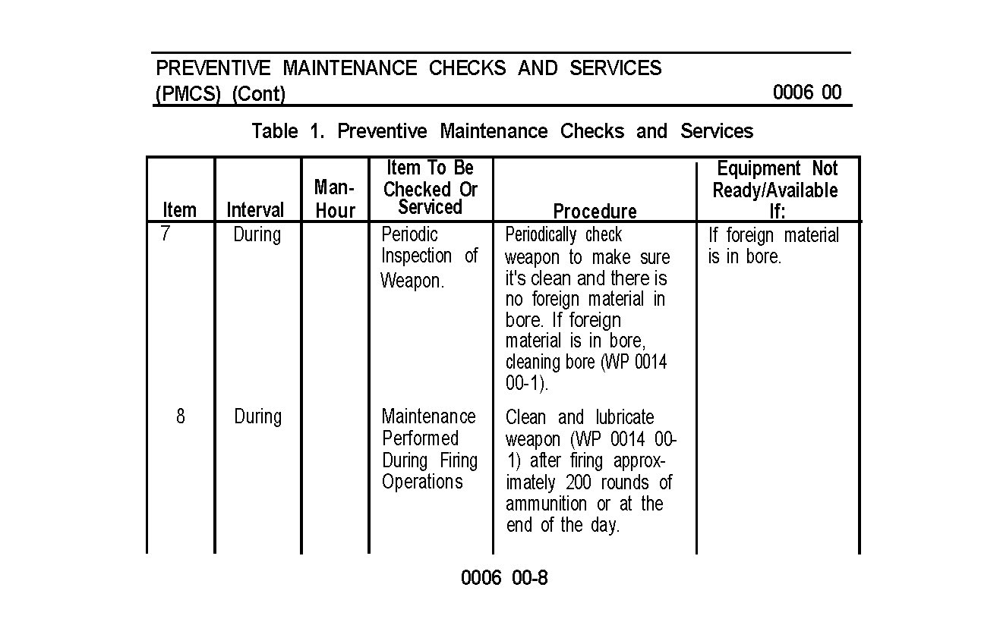 PREVENTIVE MAINTENANCE CHECKS AND SERVICES
(PMCS) (Cont) 0006 00
Table 1. Preventive Maintenance Checks and Services
Item
Interval
Man-
Hour
Item To Be
Checked Or
Serviced
Procedure
Equipment Not
Ready/Available
If:
7
During
Periodic
Inspection of
Weapon.
Periodically check
weapon to make sure
it's clean and there is
no foreign material in
bore. If foreign
material is in bore,
cleaning bore (WP 0014
00-1).
If foreign material
is in bore.
8
During
Maintenance
Performed
During Firing
Operations
Clean and lubricate
weapon (WP 0014 00-
1) after firing approx-
imately 200 rounds of
ammunition or at the
end of the day.
0006 00-8